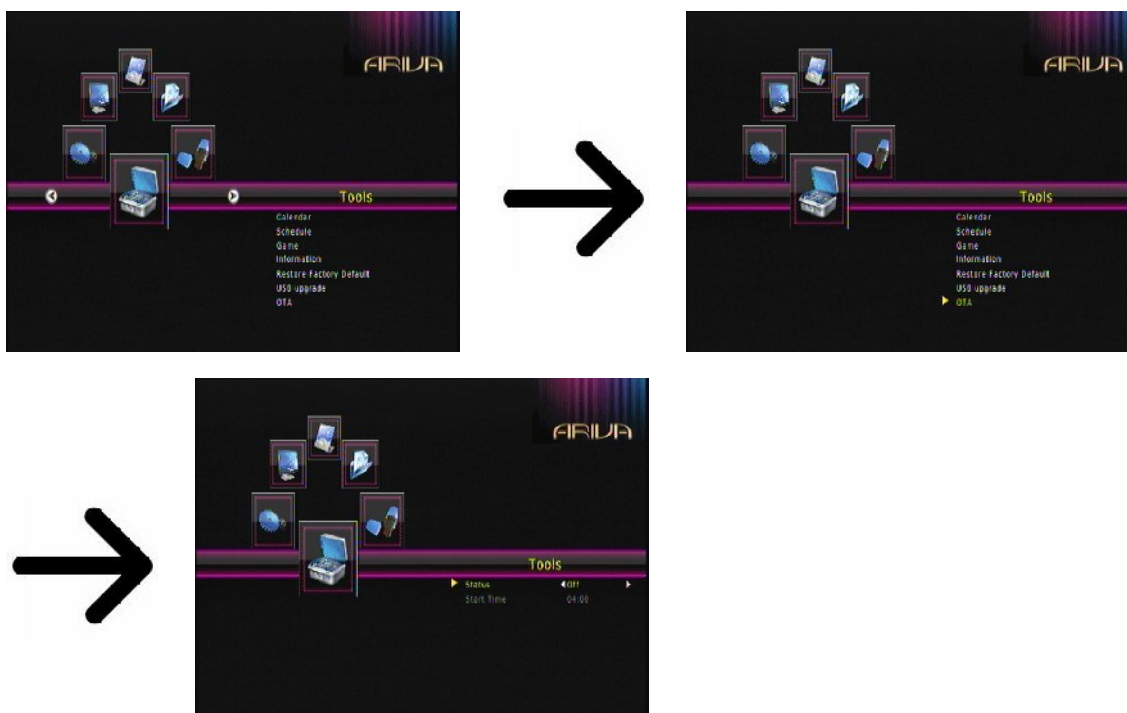 ARIVA
Tools
Calendar
Schedule
Game
Information
Restore Factory Default
USB upgrade
OTA
ARIVA
Tools
Calendar
Schedule
Game
Information
Restore Factory Default
USB upgrade
OTA
ARIVA
Tools
Status Off
Start Time 04:00